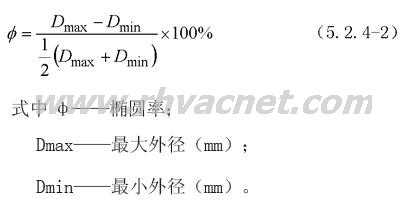 φ = (Dmax − Dmin) / (1/2 (Dmax + Dmin)) ×100% （5.2.4-2）
www.rhvacnet.com
式中 φ——椭圆率；
Dmax——最大外径（mm）；
Dmin——最小外径（mm）。